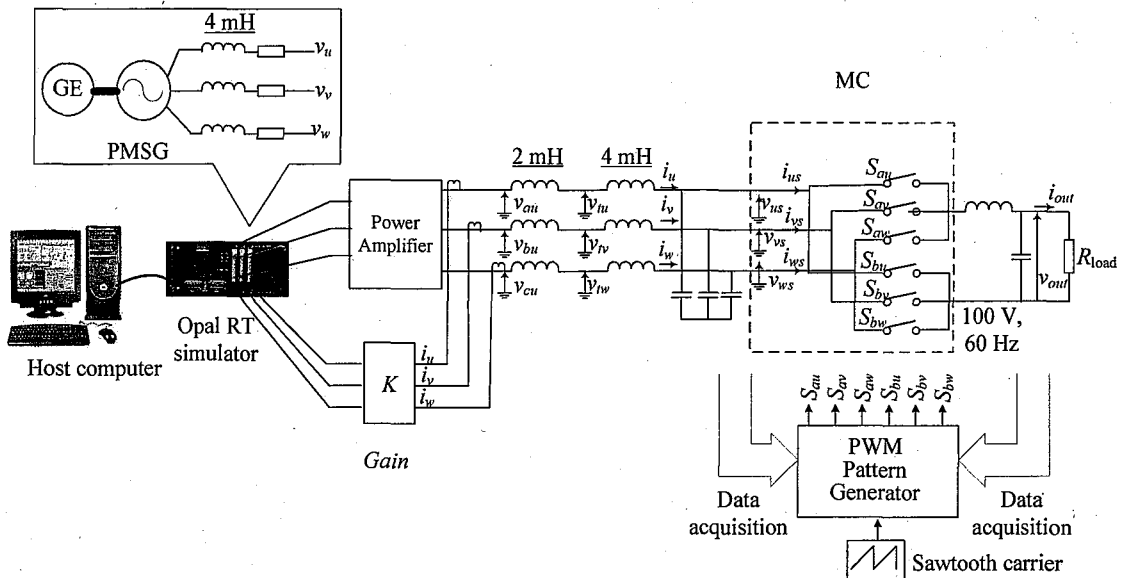 4 mH
GE
PMSG
v_u
v_v
v_w
MC
2 mH
4 mH
Power
Amplifier
v_au
v_bu
v_cu
v_tu
v_tv
v_tw
i_u
i_v
i_w
i_us
i_vs
i_ws
v_us
v_vs
v_ws
S_au
S_av
S_aw
S_bu
S_bv
S_bw
i_out
v_out
R_load
100 V,
60 Hz
Host computer
Opal RT
simulator
K
i_u
i_v
i_w
Gain
S_au
S_av
S_aw
S_bu
S_bv
S_bw
PWM
Pattern
Generator
Data
acquisition
Data
acquisition
Sawtooth carrier